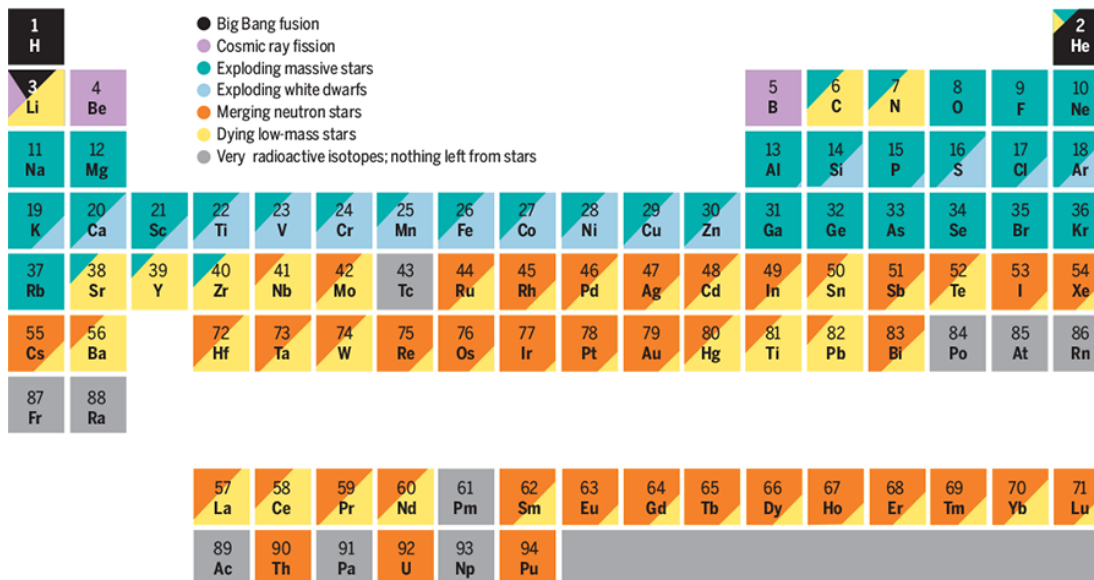 1 2
H He
Big Bang fusion
Cosmic ray fission
Exploding massive stars
Exploding white dwarfs
Merging neutron stars
Dying low-mass stars
Very radioactive isotopes; nothing left from stars
3 4 5 6 7 8 9 10
Li Be B C N O F Ne
11 12 13 14 15 16 17 18
Na Mg Al Si P S Cl Ar
19 20 21 22 23 24 25 26 27 28 29 30 31 32 33 34 35 36
K Ca Sc Ti V Cr Mn Fe Co Ni Cu Zn Ga Ge As Se Br Kr
37 38 39 40 41 42 43 44 45 46 47 48 49 50 51 52 53 54
Rb Sr Y Zr Nb Mo Tc Ru Rh Pd Ag Cd In Sn Sb Te I Xe
55 56 72 73 74 75 76 77 78 79 80 81 82 83 84 85 86
Cs Ba Hf Ta W Re Os Ir Pt Au Hg Ti Pb Bi Po At Rn
87 88
Fr Ra
57 58 59 60 61 62 63 64 65 66 67 68 69 70 71
La Ce Pr Nd Pm Sm Eu Gd Tb Dy Ho Er Tm Yb Lu
89 90 91 92 93 94
Ac Th Pa U Np Pu